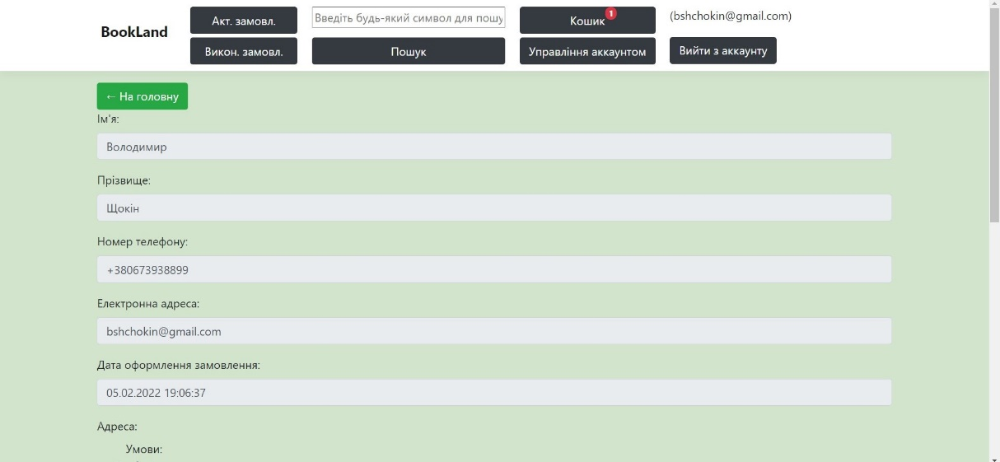 BookLand
Акт. замовл.
Викон. замовл.
Введіть будь-який символ для пошу
Пошук
Кошик 1
Управління аккаунтом
(bshchokin@gmail.com)
Вийти з аккаунту
← На головну
Ім'я:
Володимир
Прізвище:
Щокін
Номер телефону:
+380673938899
Електронна адреса:
bshchokin@gmail.com
Дата оформлення замовлення:
05.02.2022 19:06:37
Адреса:
Умови: